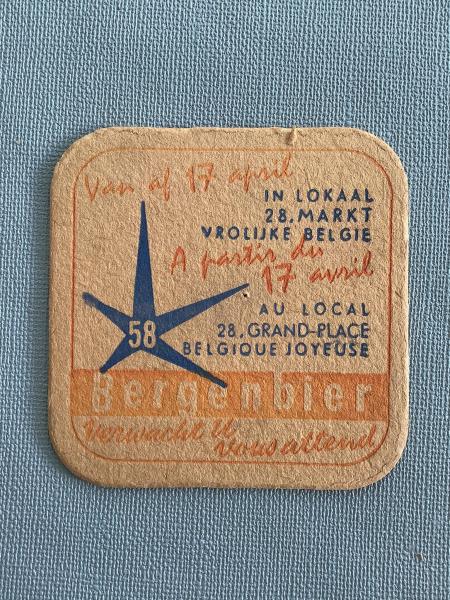 Van af 17 april
IN LOKAAL
28, MARKT
VROLIJKE BELGIE
A partir du
17 avril
AU LOCAL
28, GRAND-PLACE
BELGIQUE JOYEUSE
58
Bergenbier
verwacht U
vous attend